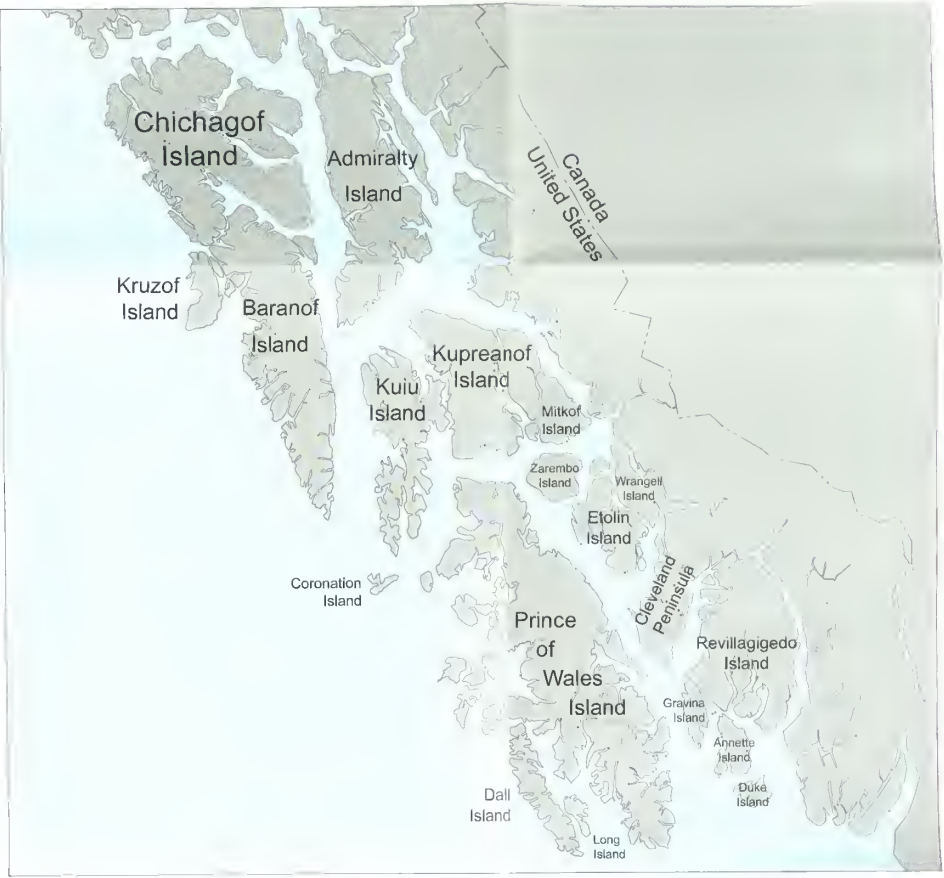 Chichagof
Island
Admiralty
Island
Canada
United States
Kruzof
Island
Baranof
Island
Kupreanof
Island
Kuiu
Island
Mitkof
Island
Zarembo
Island
Wrangell
Island
Etolin
Island
Coronation
Island
Cleveland
Peninsula
Prince
of
Wales
Island
Revillagigedo
Island
Gravina
Island
Annette
Island
Duke
Island
Dall
Island
Long
Island